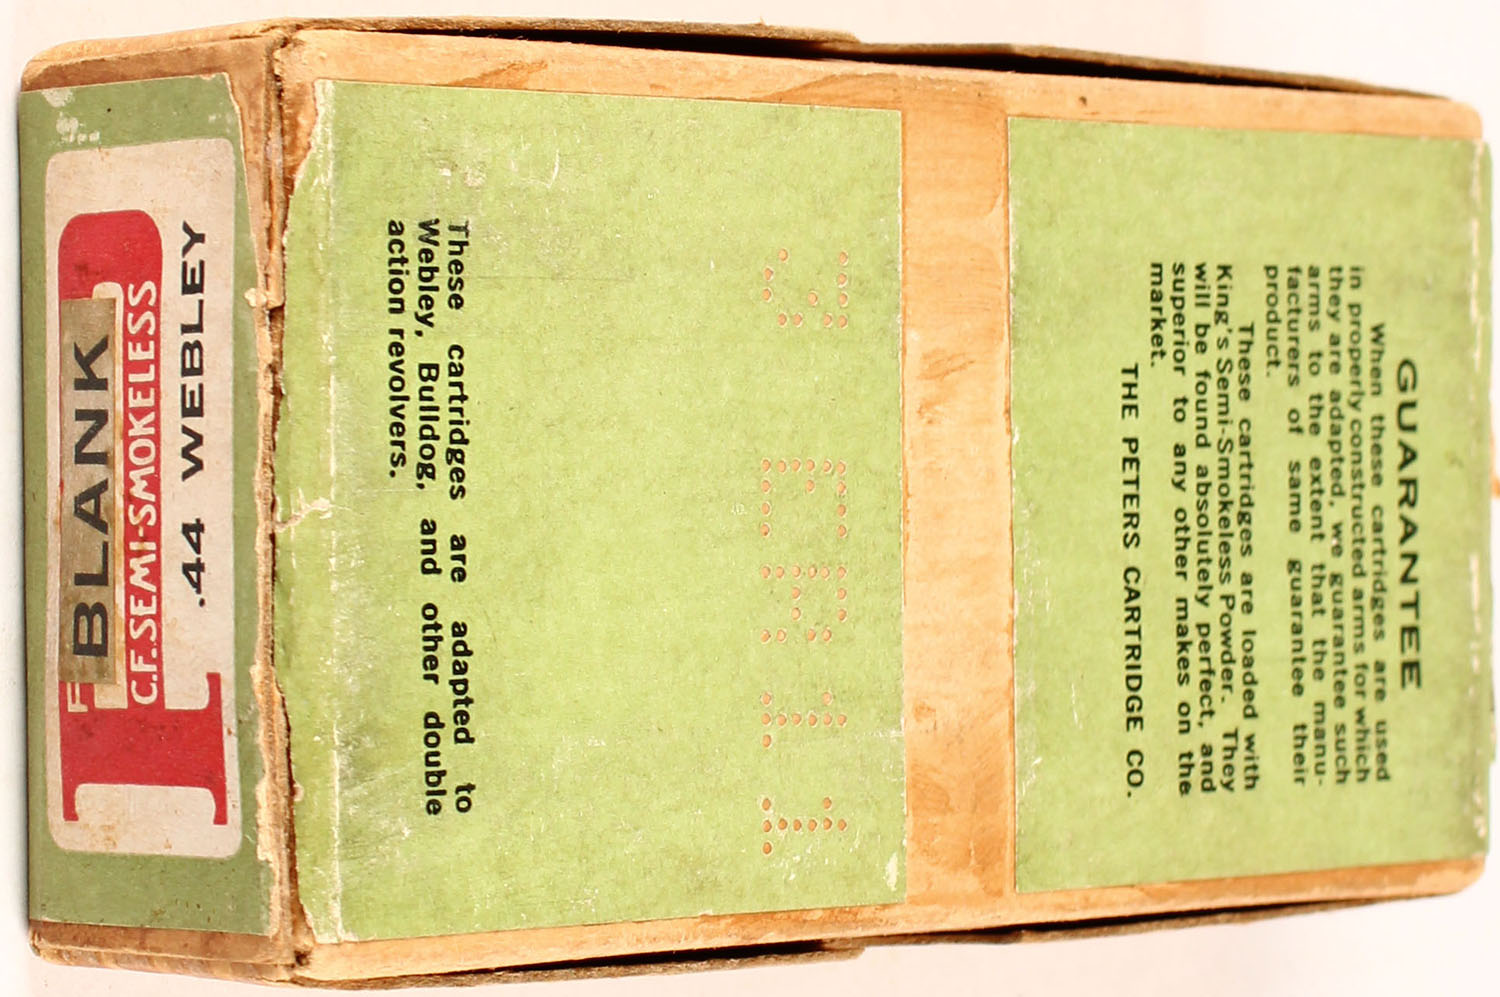 BLANK
C.F. SEMI-SMOKELESS
.44 WEBLEY
These cartridges are adapted to
Webley, Bulldog, and other double
action revolvers.
GUARANTEE
When these cartridges are used
in properly constructed arms for which
they are adapted, we guarantee such
arms to the extent that the manu-
facturers of same guarantee their
product.
These cartridges are loaded with
King's Semi-Smokeless Powder. They
will be found absolutely perfect, and
superior to any other makes on the
market.
THE PETERS CARTRIDGE CO.